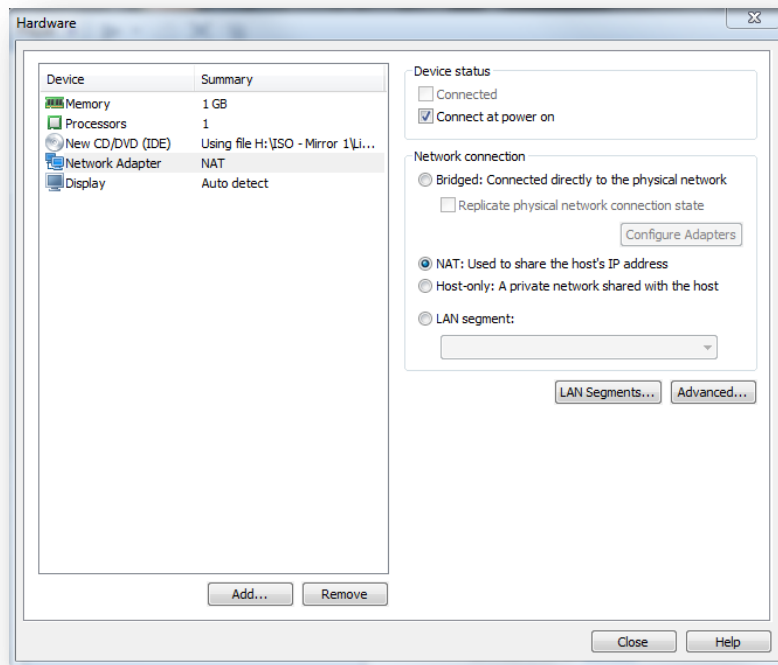 Hardware
Device Summary
Memory 1 GB
Processors 1
New CD/DVD (IDE) Using file H:\ISO - Mirror 1\Li...
Network Adapter NAT
Display Auto detect
Add... Remove
Device status
Connected
Connect at power on
Network connection
Bridged: Connected directly to the physical network
Replicate physical network connection state
Configure Adapters
NAT: Used to share the host's IP address
Host-only: A private network shared with the host
LAN segment:
LAN Segments... Advanced...
Close Help